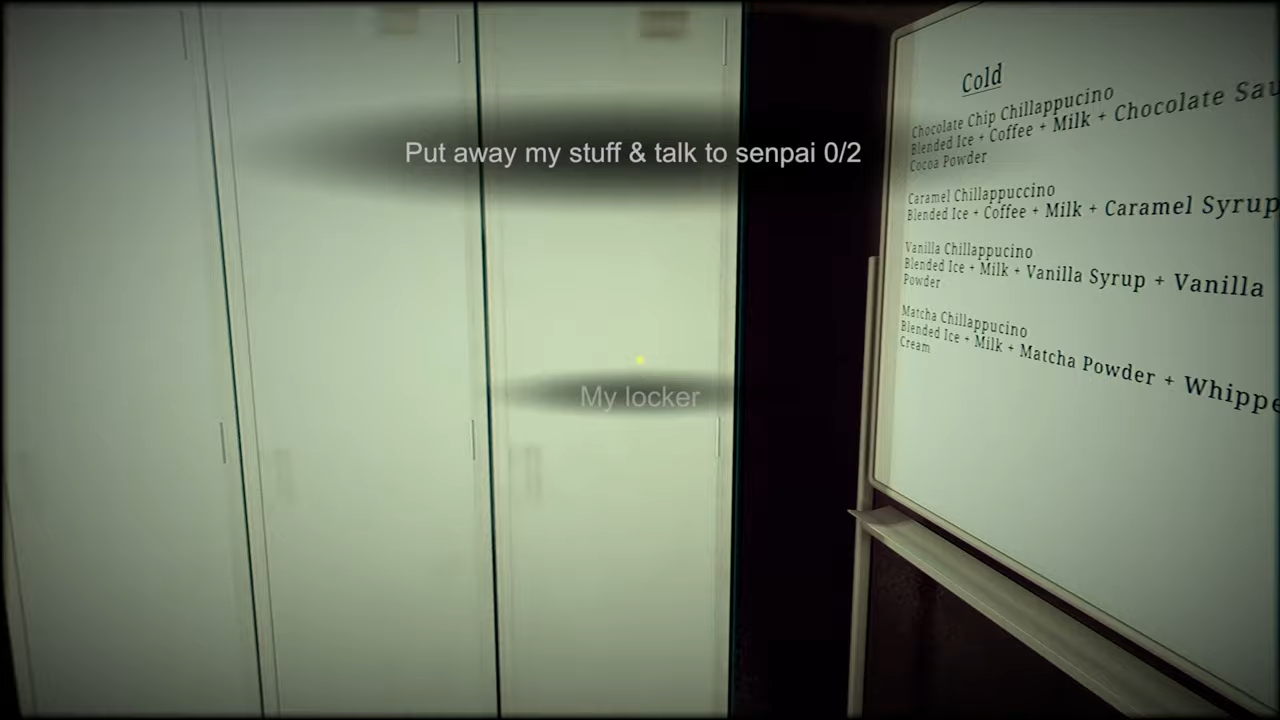 Put away my stuff & talk to senpai 0/2
My locker
Cold
Chocolate Chip Chillappucino
Blended Ice + Coffee + Milk + Chocolate
Cocoa Powder
Caramel Chillappuccino
Blended Ice + Coffee + Milk + Caramel Syrup
Vanilla Chillappucino
Blended Ice + Milk + Vanilla Syrup + Vanilla
Powder
Matcha Chillappucino
Blended Ice + Milk + Matcha Powder +
Cream